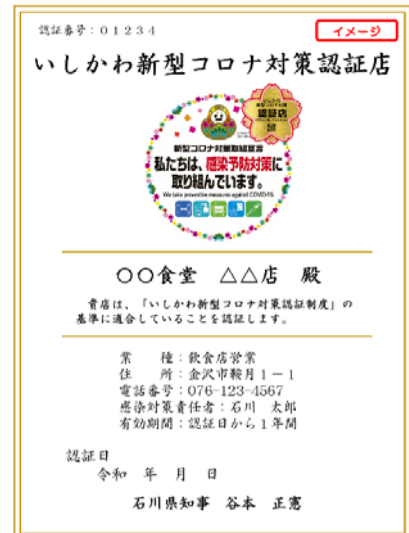 認証番号：０１２３４
イメージ
いしかわ新型コロナ対策認証店
認証店
新型コロナ対策取組宣言
私たちは、感染予防対策に
取り組んでいます。
We take preventive measures against COVID-19.
〇〇食堂　△△店　殿
貴店は、「いしかわ新型コロナ対策認証制度」の
基準に適合していることを認証します。
業　　種：飲食店営業
住　　所：金沢市鞍月１－１
電話番号：076-123-4567
感染対策責任者：石川　太郎
有効期間：認証日から１年間
認証日
令和　年　月　日
石川県知事　谷本　正憲